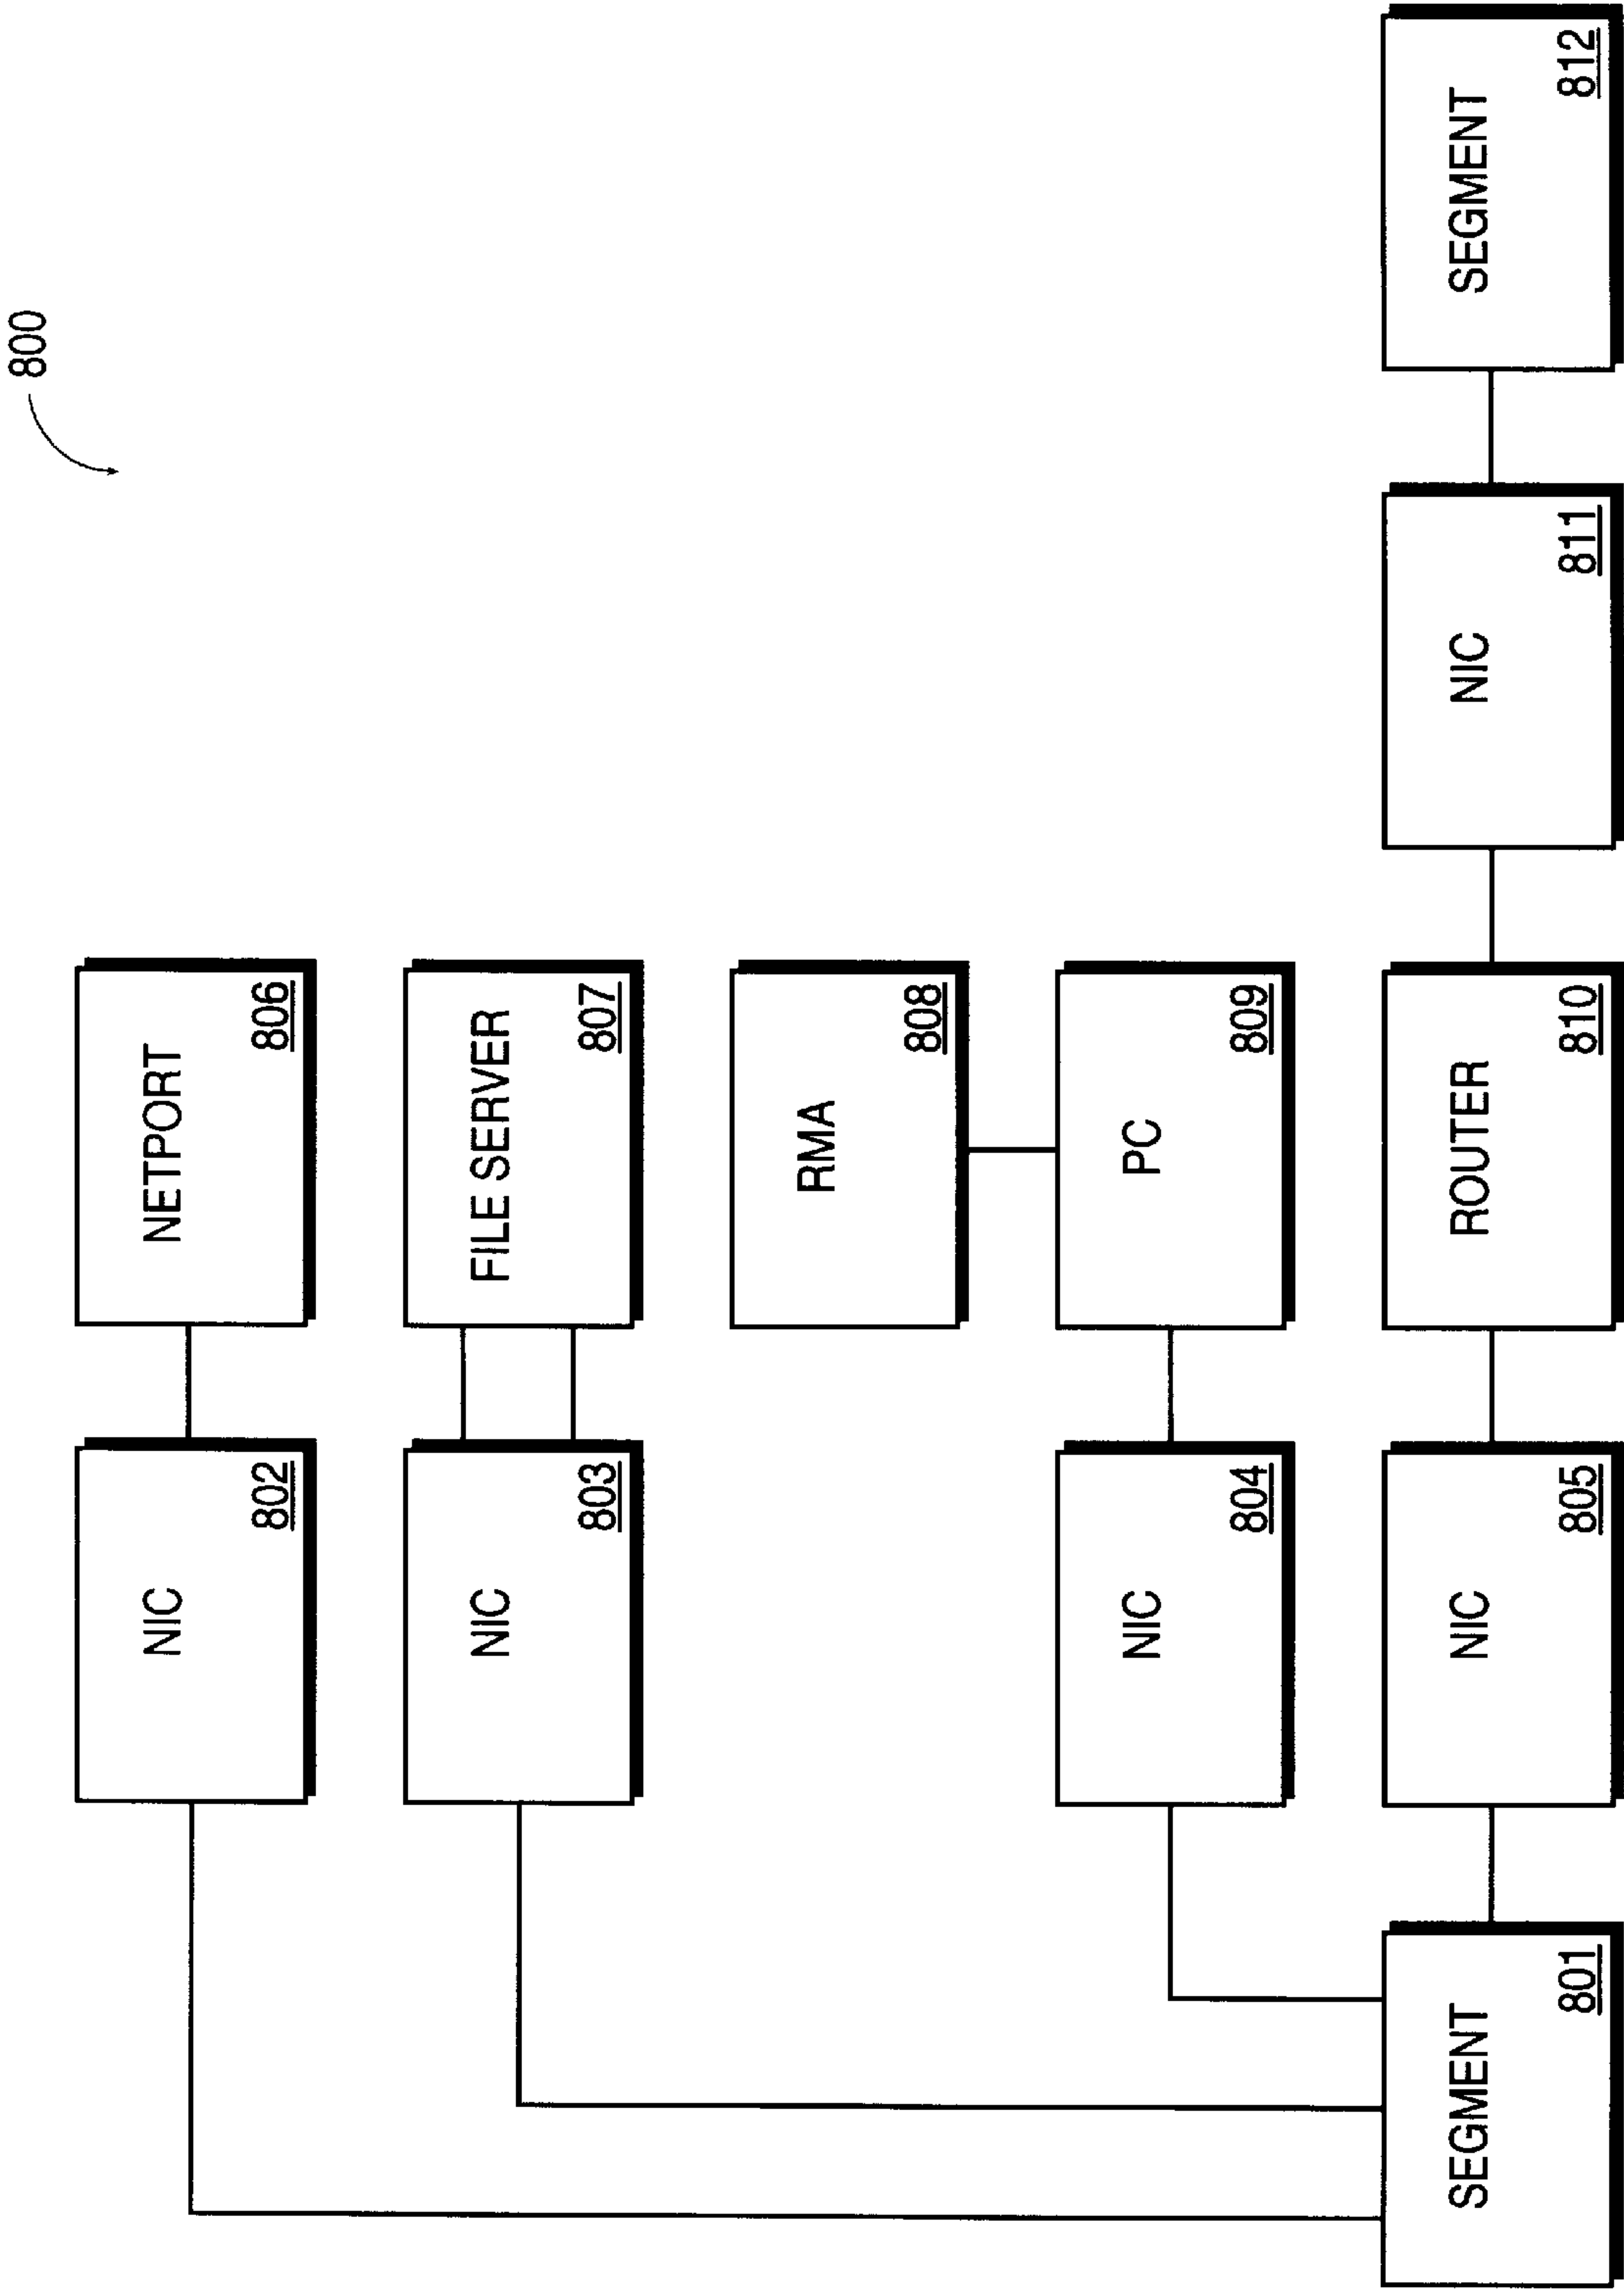 800
NETPORT
806
NIC
802
FILE SERVER
807
NIC
803
RMA
808
PC
809
NIC
804
SEGMENT
801
NIC
805
ROUTER
810
NIC
811
SEGMENT
812